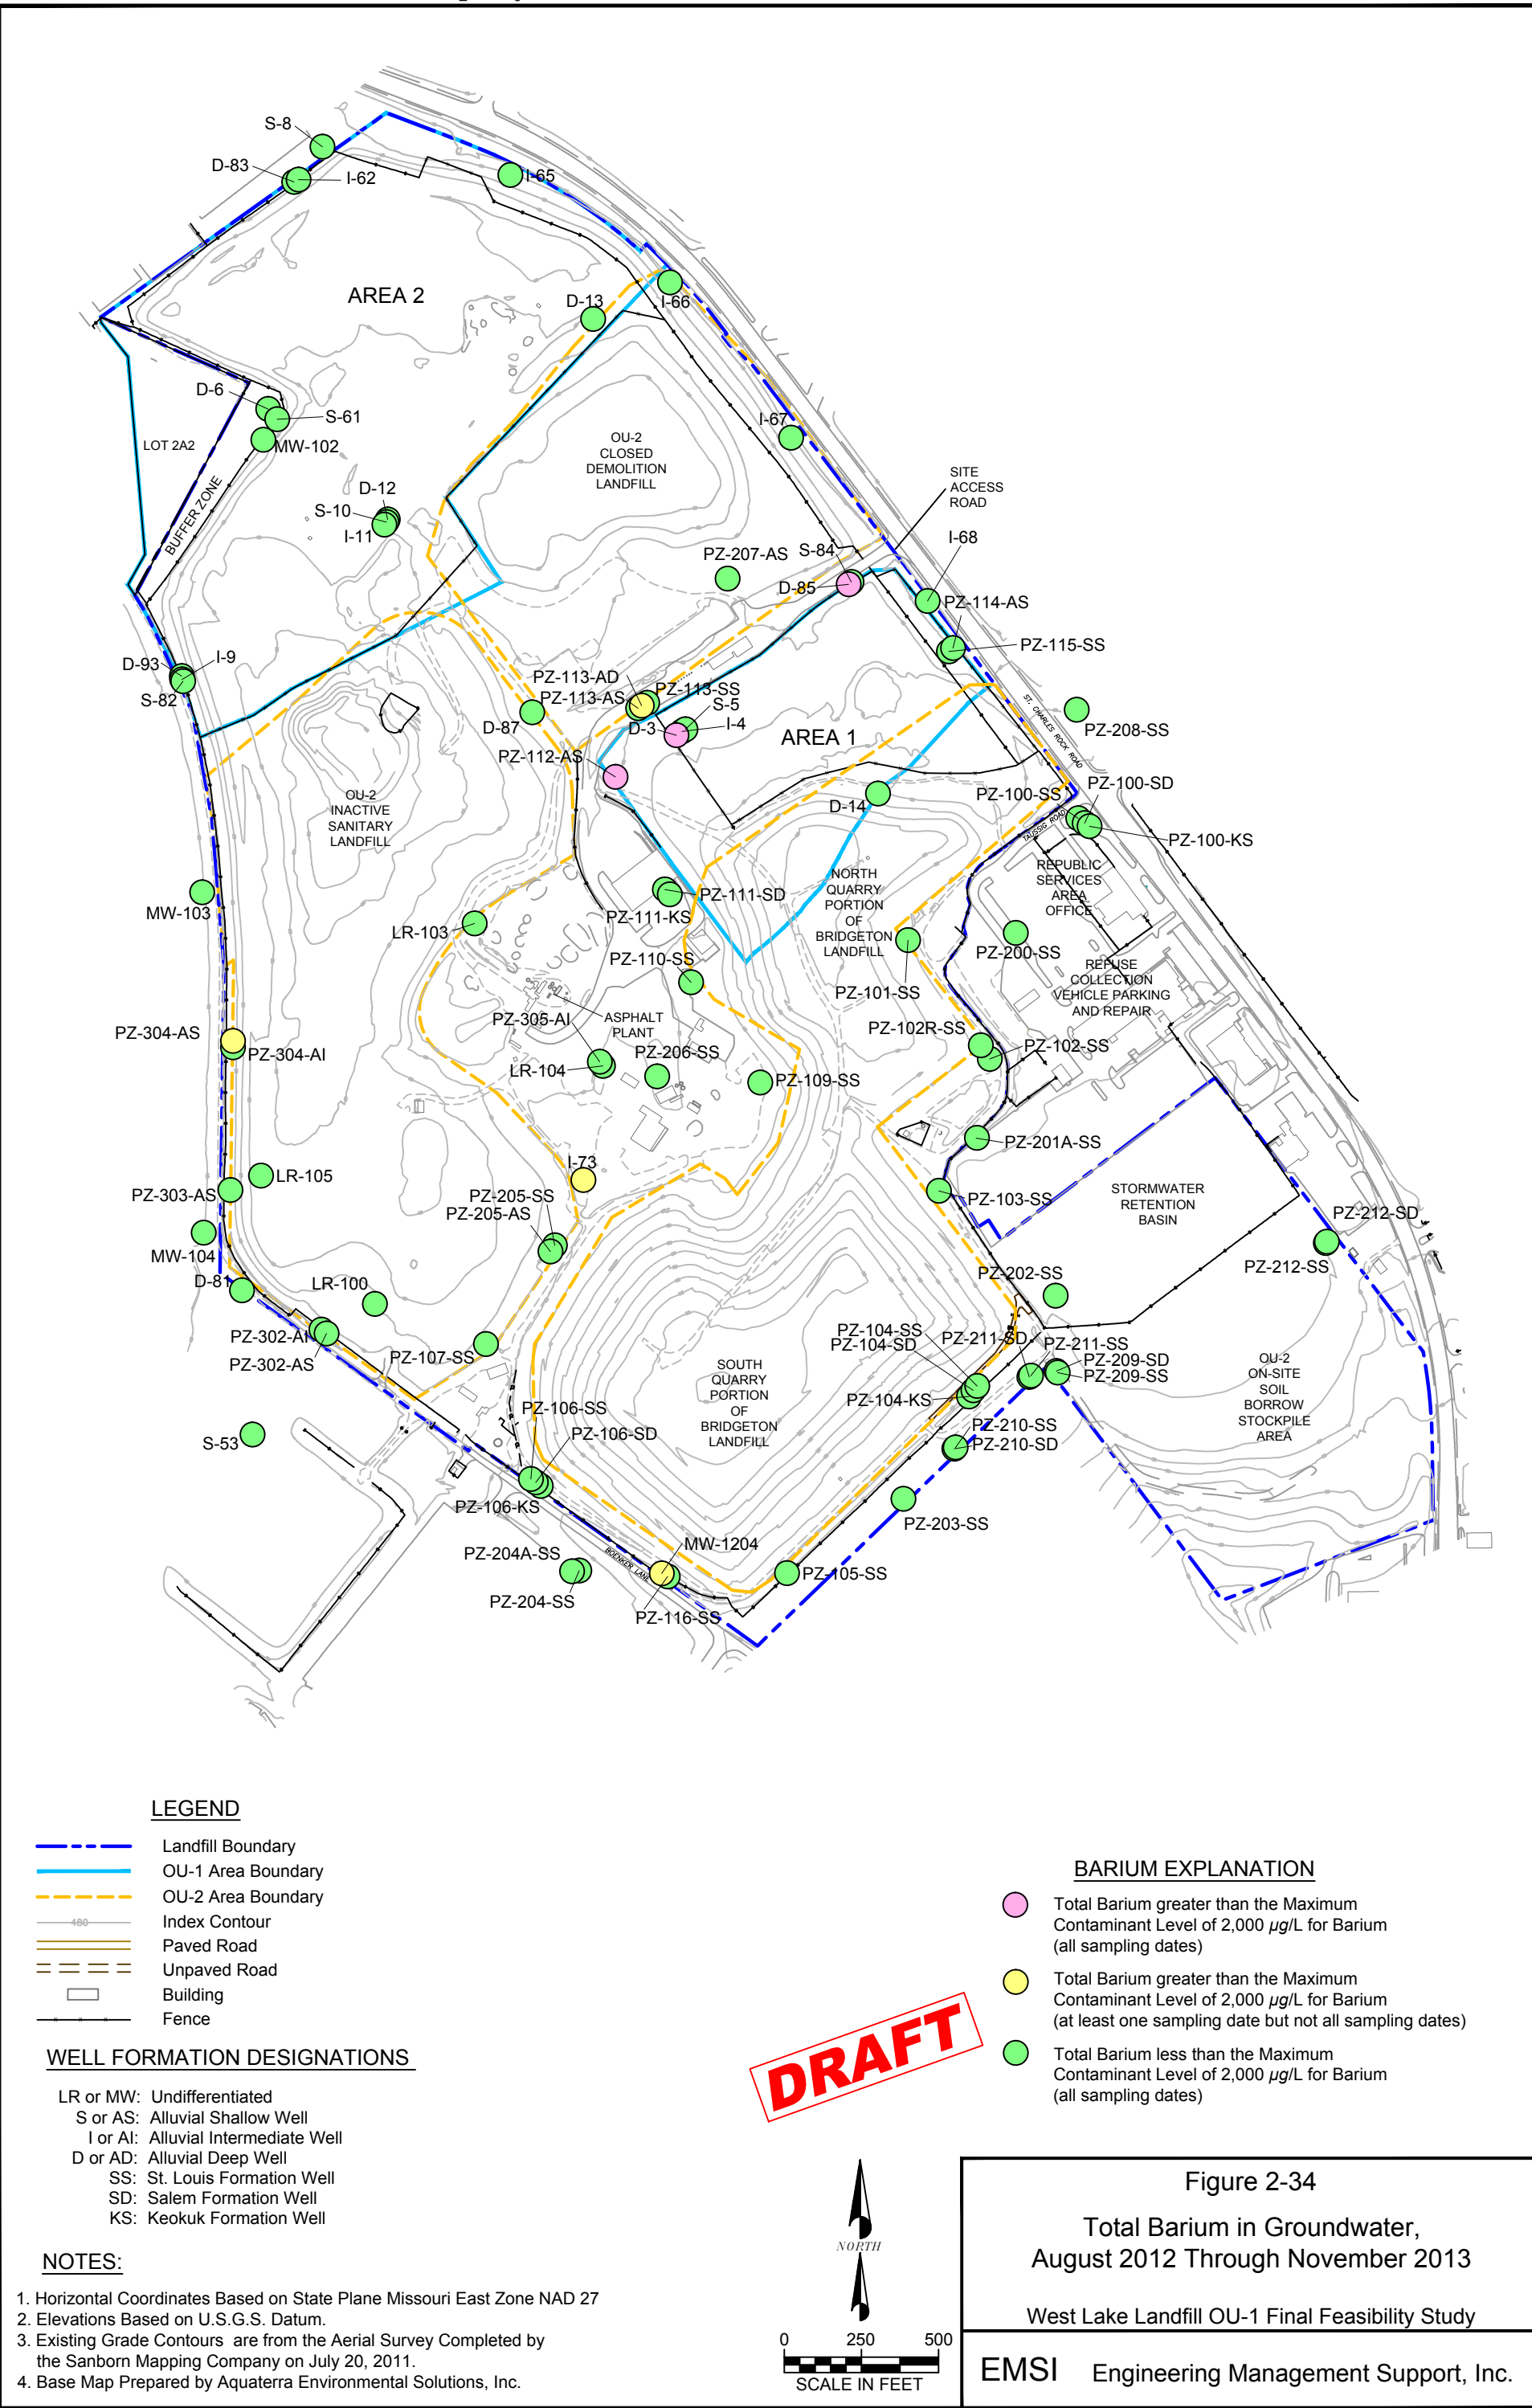 S-8
D-83
I-62
I-65
AREA 2
D-13
I-66
D-6
S-61
MW-102
LOT 2A2
BUFFER ZONE
I-67
OU-2
CLOSED
DEMOLITION
LANDFILL
SITE
ACCESS
ROAD
D-12
S-10
I-11
I-68
PZ-207-AS
S-84
D-85
PZ-114-AS
PZ-115-SS
D-93
I-9
S-82
PZ-113-AD
PZ-113-AS
PZ-113-SS
S-5
D-87
D-3
I-4
AREA 1
ST. CHARLES ROCK ROAD
PZ-208-SS
PZ-112-AS
D-14
PZ-100-SS
PZ-100-SD
PZ-100-KS
TAUSSIG ROAD
OU-2
INACTIVE
SANITARY
LANDFILL
REPUBLIC
SERVICES
AREA
OFFICE
NORTH
QUARRY
PORTION
OF
BRIDGETON
LANDFILL
MW-103
PZ-111-SD
PZ-111-KS
LR-103
PZ-200-SS
PZ-110-SS
PZ-101-SS
REFUSE
COLLECTION
VEHICLE PARKING
AND REPAIR
PZ-305-AI
ASPHALT
PLANT
PZ-304-AS
PZ-304-AI
PZ-102R-SS
PZ-102-SS
LR-104
PZ-206-SS
PZ-109-SS
PZ-201A-SS
I-73
LR-105
PZ-303-AS
PZ-205-SS
PZ-205-AS
PZ-103-SS
STORMWATER
RETENTION
BASIN
PZ-212-SD
PZ-212-SS
MW-104
D-81
LR-100
PZ-202-SS
PZ-302-AI
PZ-302-AS
PZ-107-SS
PZ-104-SS
PZ-104-SD
PZ-211-SD
PZ-211-SS
PZ-209-SD
PZ-209-SS
PZ-104-KS
OU-2
ON-SITE
SOIL
BORROW
STOCKPILE
AREA
SOUTH
QUARRY
PORTION
OF
BRIDGETON
LANDFILL
PZ-106-SS
PZ-106-SD
PZ-210-SS
PZ-210-SD
S-53
PZ-106-KS
PZ-203-SS
PZ-204A-SS
BOENKER LANE
MW-1204
PZ-105-SS
PZ-204-SS
PZ-116-SS
LEGEND
Landfill Boundary
OU-1 Area Boundary
OU-2 Area Boundary
480
Index Contour
Paved Road
Unpaved Road
Building
Fence
WELL FORMATION DESIGNATIONS
LR or MW: Undifferentiated
S or AS: Alluvial Shallow Well
I or AI: Alluvial Intermediate Well
D or AD: Alluvial Deep Well
SS: St. Louis Formation Well
SD: Salem Formation Well
KS: Keokuk Formation Well
NOTES:
1. Horizontal Coordinates Based on State Plane Missouri East Zone NAD 27
2. Elevations Based on U.S.G.S. Datum.
3. Existing Grade Contours are from the Aerial Survey Completed by
the Sanborn Mapping Company on July 20, 2011.
4. Base Map Prepared by Aquaterra Environmental Solutions, Inc.
BARIUM EXPLANATION
Total Barium greater than the Maximum
Contaminant Level of 2,000 µg/L for Barium
(all sampling dates)
Total Barium greater than the Maximum
Contaminant Level of 2,000 µg/L for Barium
(at least one sampling date but not all sampling dates)
Total Barium less than the Maximum
Contaminant Level of 2,000 µg/L for Barium
(all sampling dates)
DRAFT
NORTH
0 250 500
SCALE IN FEET
Figure 2-34
Total Barium in Groundwater,
August 2012 Through November 2013
West Lake Landfill OU-1 Final Feasibility Study
EMSI Engineering Management Support, Inc.